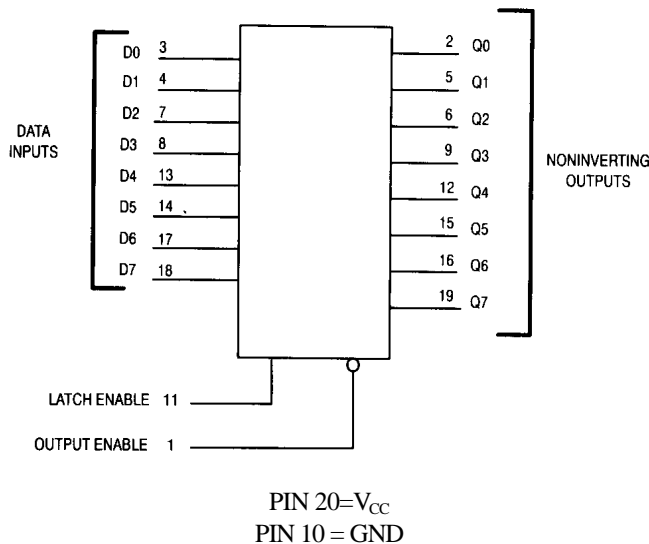 D0 3
D1 4
D2 7
D3 8
D4 13
D5 14
D6 17
D7 18
DATA
INPUTS
2 Q0
5 Q1
6 Q2
9 Q3
12 Q4
15 Q5
16 Q6
19 Q7
NONINVERTING
OUTPUTS
LATCH ENABLE 11
OUTPUT ENABLE 1
PIN 20=VCC
PIN 10 = GND